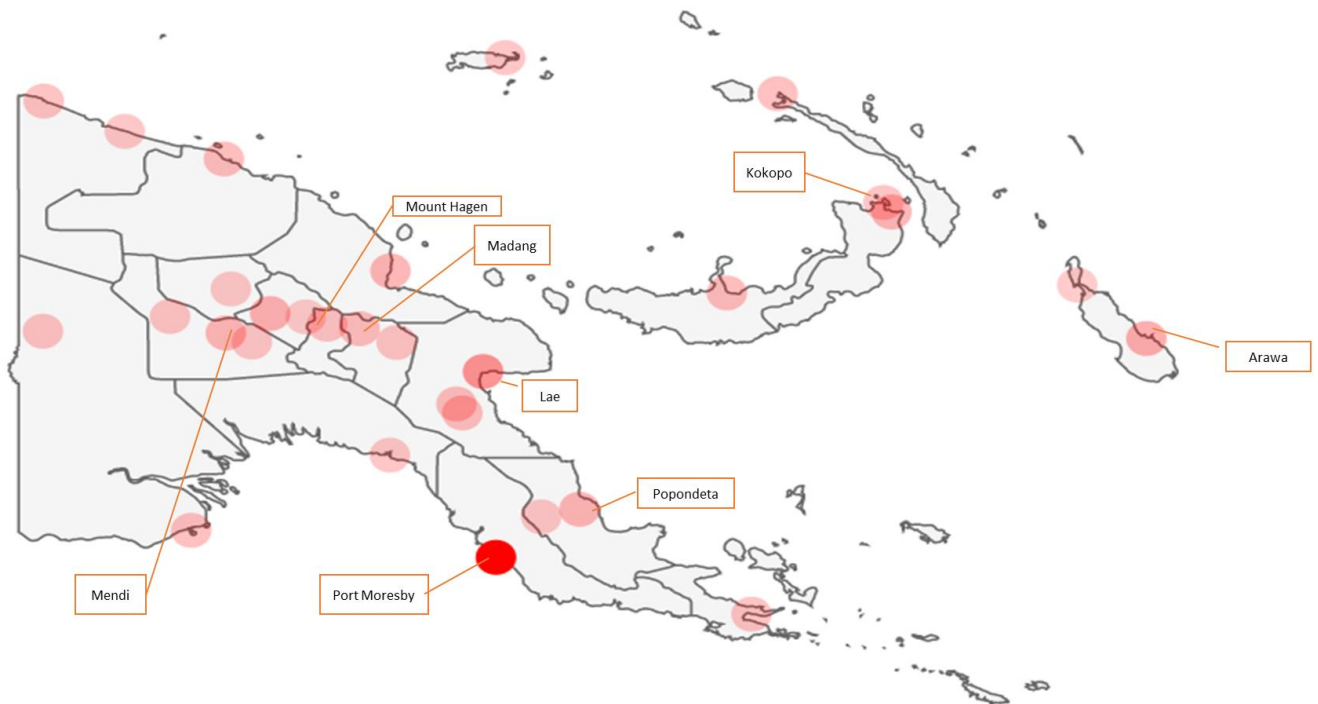 Kokopo
Mount Hagen
Madang
Arawa
Lae
Popondeta
Mendi
Port Moresby